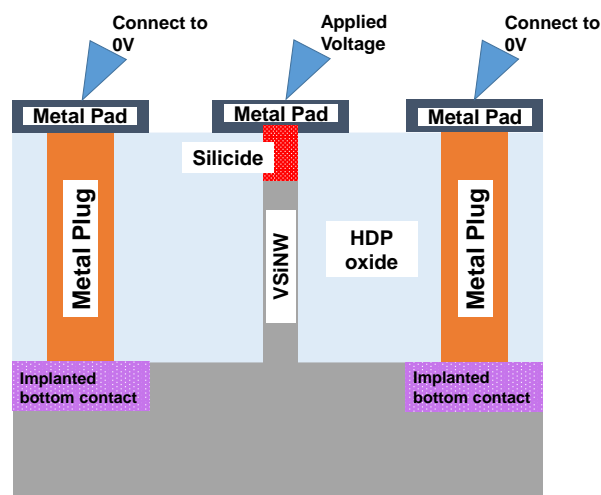 Connect to
0V
Applied
Voltage
Connect to
0V
Metal Pad
Metal Pad
Metal Pad
Silicide
Metal Plug
VSiNW
HDP
oxide
Metal Plug
Implanted
bottom contact
Implanted
bottom contact